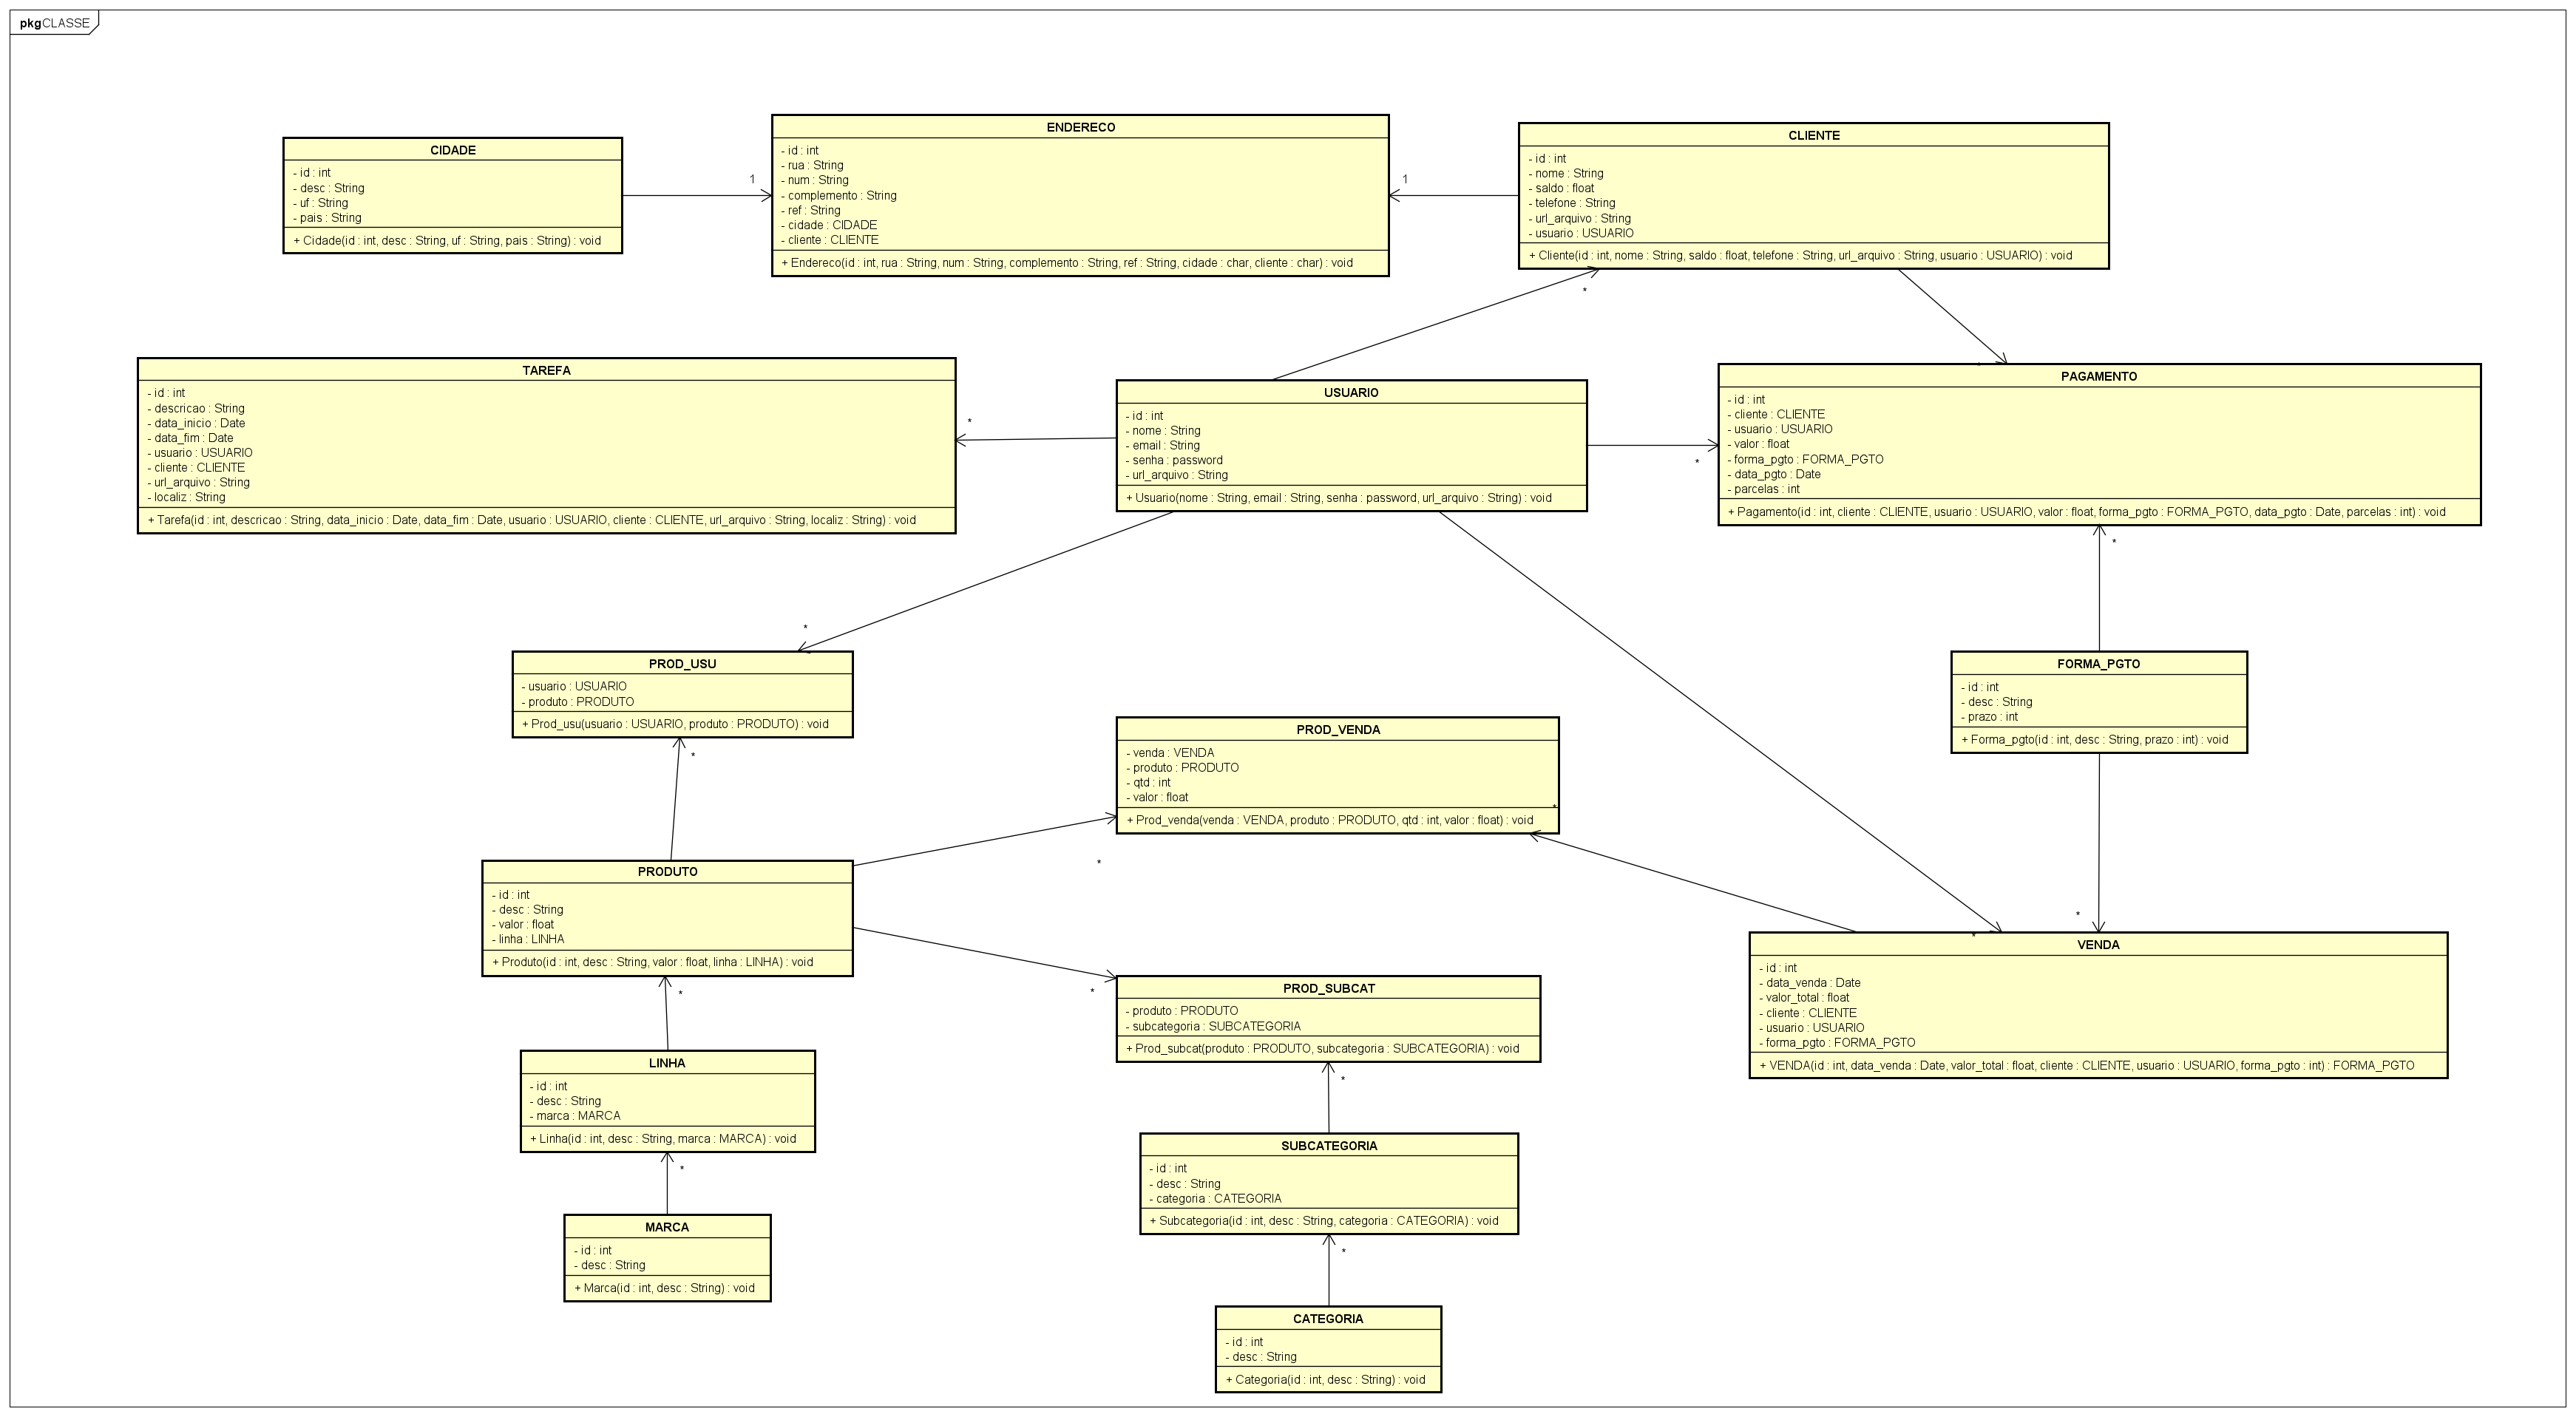 pkg CLASSE
CIDADE
- id : int
- desc : String
- uf : String
- pais : String
+ Cidade(id : int, desc : String, uf : String, pais : String) : void
1
ENDERECO
- id : int
- rua : String
- num : String
- complemento : String
- ref : String
- cidade : CIDADE
- cliente : CLIENTE
+ Endereco(id : int, rua : String, num : String, complemento : String, ref : String, cidade : char, cliente : char) : void
1
CLIENTE
- id : int
- nome : String
- saldo : float
- telefone : String
- url_arquivo : String
- usuario : USUARIO
+ Cliente(id : int, nome : String, saldo : float, telefone : String, url_arquivo : String, usuario : USUARIO) : void
*
TAREFA
- id : int
- descricao : String
- data_inicio : Date
- data_fim : Date
- usuario : USUARIO
- cliente : CLIENTE
- url_arquivo : String
- localiz : String
+ Tarefa(id : int, descricao : String, data_inicio : Date, data_fim : Date, usuario : USUARIO, cliente : CLIENTE, url_arquivo : String, localiz : String) : void
*
USUARIO
- id : int
- nome : String
- email : String
- senha : password
- url_arquivo : String
+ Usuario(nome : String, email : String, senha : password, url_arquivo : String) : void
*
*
PAGAMENTO
- id : int
- cliente : CLIENTE
- usuario : USUARIO
- valor : float
- forma_pgto : FORMA_PGTO
- data_pgto : Date
- parcelas : int
+ Pagamento(id : int, cliente : CLIENTE, usuario : USUARIO, valor : float, forma_pgto : FORMA_PGTO, data_pgto : Date, parcelas : int) : void
*
*
PROD_USU
- usuario : USUARIO
- produto : PRODUTO
+ Prod_usu(usuario : USUARIO, produto : PRODUTO) : void
*
FORMA_PGTO
- id : int
- desc : String
- prazo : int
+ Forma_pgto(id : int, desc : String, prazo : int) : void
PROD_VENDA
- venda : VENDA
- produto : PRODUTO
- qtd : int
- valor : float
*
+ Prod_venda(venda : VENDA, produto : PRODUTO, qtd : int, valor : float) : void
*
PRODUTO
- id : int
- desc : String
- valor : float
- linha : LINHA
+ Produto(id : int, desc : String, valor : float, linha : LINHA) : void
*
*
*
*
VENDA
- id : int
- data_venda : Date
- valor_total : float
- cliente : CLIENTE
- usuario : USUARIO
- forma_pgto : FORMA_PGTO
+ VENDA(id : int, data_venda : Date, valor_total : float, cliente : CLIENTE, usuario : USUARIO, forma_pgto : int) : FORMA_PGTO
PROD_SUBCAT
- produto : PRODUTO
- subcategoria : SUBCATEGORIA
+ Prod_subcat(produto : PRODUTO, subcategoria : SUBCATEGORIA) : void
*
LINHA
- id : int
- desc : String
- marca : MARCA
+ Linha(id : int, desc : String, marca : MARCA) : void
*
SUBCATEGORIA
- id : int
- desc : String
- categoria : CATEGORIA
+ Subcategoria(id : int, desc : String, categoria : CATEGORIA) : void
*
MARCA
- id : int
- desc : String
+ Marca(id : int, desc : String) : void
CATEGORIA
- id : int
- desc : String
+ Categoria(id : int, desc : String) : void